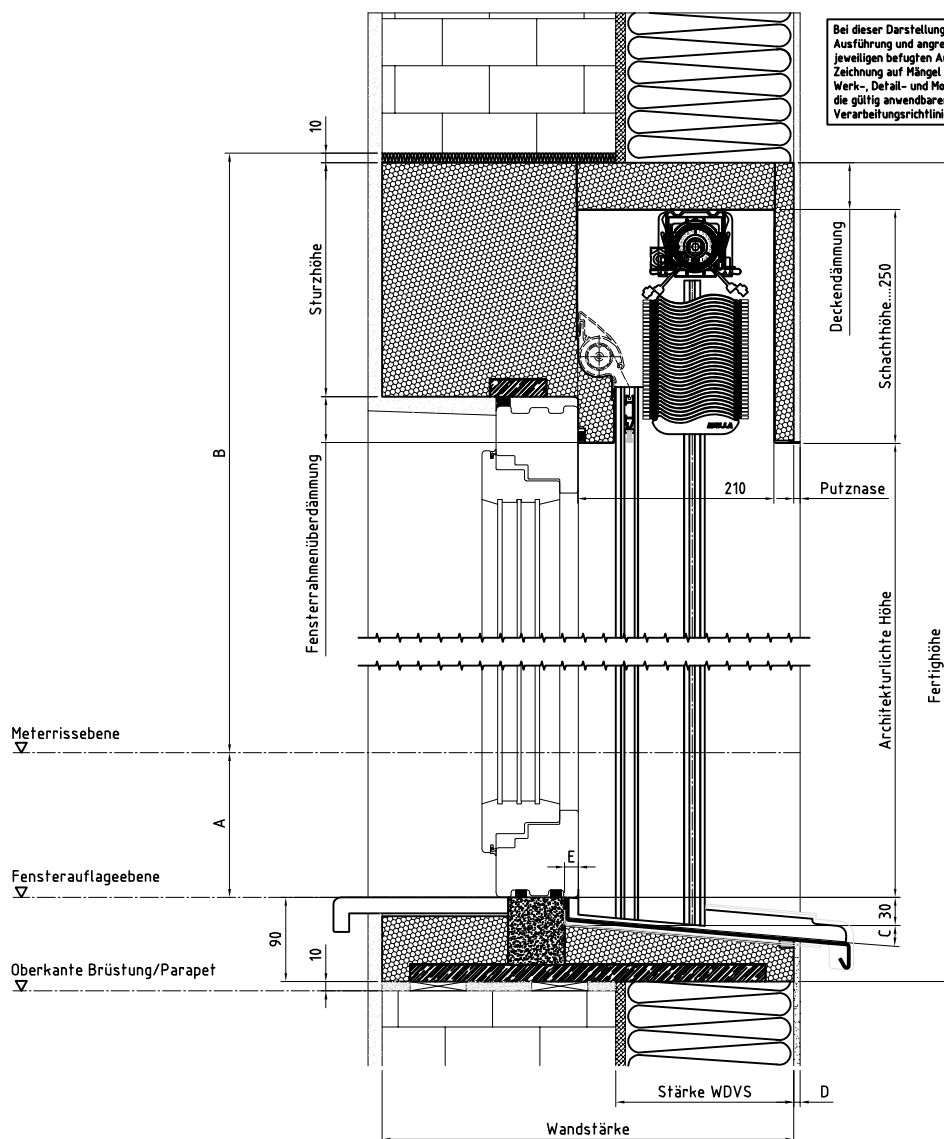 Bei dieser Darstellung
Ausführung und angre
jeweiligen befugten Au
Zeichnung auf Mängel
Werk-, Detail- und Mo
die gültig anwendbaren
Verarbeitungsrichtlini
10
Sturzhöhe
Deckendämmung
Schachthöhe....250
B
Fensterrahmenüberdämmung
210
Putznase
Architekturlichte Höhe
Fertighöhe
Meterrissebene
A
E
Fensterauflageebene
30
C
90
10
Oberkante Brüstung/Parapet
Stärke WDVS
D
Wandstärke